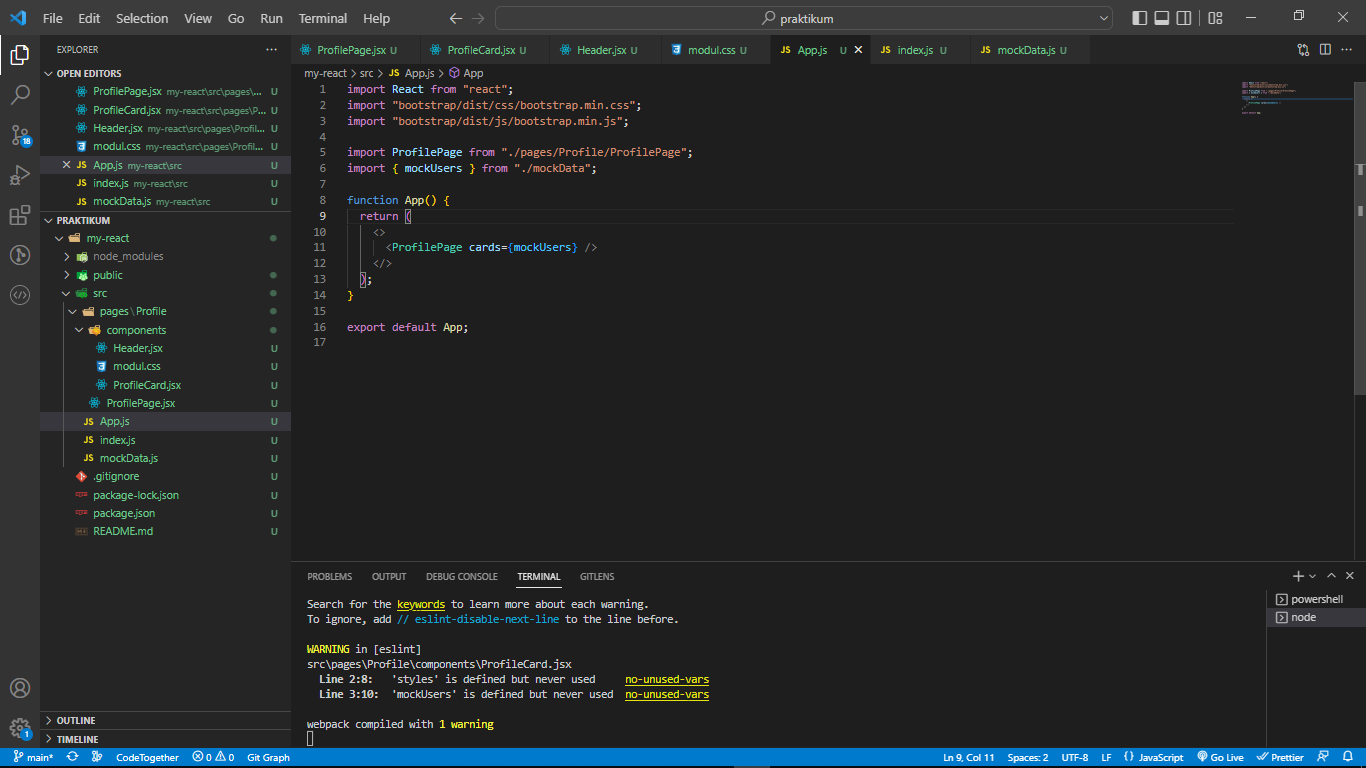 File Edit Selection View Go Run Terminal Help
praktikum
EXPLORER
OPEN EDITORS
ProfilePage.jsx my-react\src\pages\... U
ProfileCard.jsx my-react\src\pages\P... U
Header.jsx my-react\src\pages\Profil... U
modul.css my-react\src\pages\Profil... U
App.js my-react\src U
index.js my-react\src U
mockData.js my-react\src U
PRAKTIKUM
my-react
node_modules
public
src
pages \ Profile
components
Header.jsx U
modul.css U
ProfileCard.jsx U
ProfilePage.jsx U
App.js U
index.js U
mockData.js U
.gitignore U
package-lock.json U
package.json U
README.md U
OUTLINE
TIMELINE
18
1
ProfilePage.jsx U ProfileCard.jsx U Header.jsx U modul.css U JS App.js U JS index.js U JS mockData.js U
my-react > src > JS App.js > App
1 import React from "react";
2 import "bootstrap/dist/css/bootstrap.min.css";
3 import "bootstrap/dist/js/bootstrap.min.js";
4
5 import ProfilePage from "./pages/Profile/ProfilePage";
6 import { mockUsers } from "./mockData";
7
8 function App() {
9 return (
10 <>
11 <ProfilePage cards={mockUsers} />
12 </>
13 );
14 }
15
16 export default App;
17
PROBLEMS OUTPUT DEBUG CONSOLE TERMINAL GITLENS
Search for the keywords to learn more about each warning.
To ignore, add // eslint-disable-next-line to the line before.
WARNING in [eslint]
src\pages\Profile\components\ProfileCard.jsx
Line 2:8: 'styles' is defined but never used no-unused-vars
Line 3:10: 'mockUsers' is defined but never used no-unused-vars
webpack compiled with 1 warning
powershell
node
main* CodeTogether 0 0 Git Graph Ln 9, Col 11 Spaces: 2 UTF-8 LF {} JavaScript Go Live Prettier